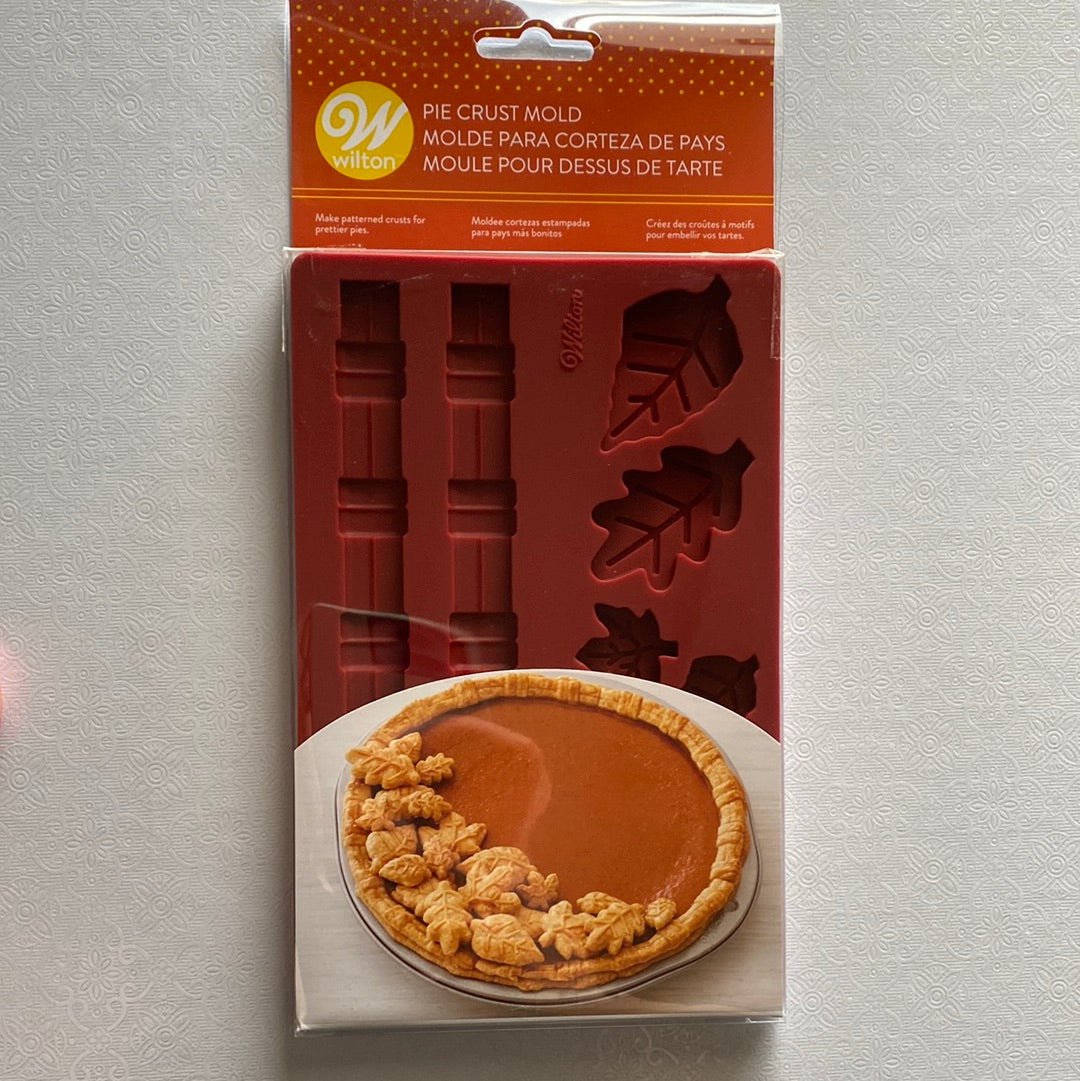 W
wilton
PIE CRUST MOLD
MOLDE PARA CORTEZA DE PAYS
MOULE POUR DESSUS DE TARTE
Make patterned crusts for
prettier pies.
Moldee cortezas estampadas
para pays más bonitos
Créez des croûtes à motifs
pour embellir vos tartes.
Wilton